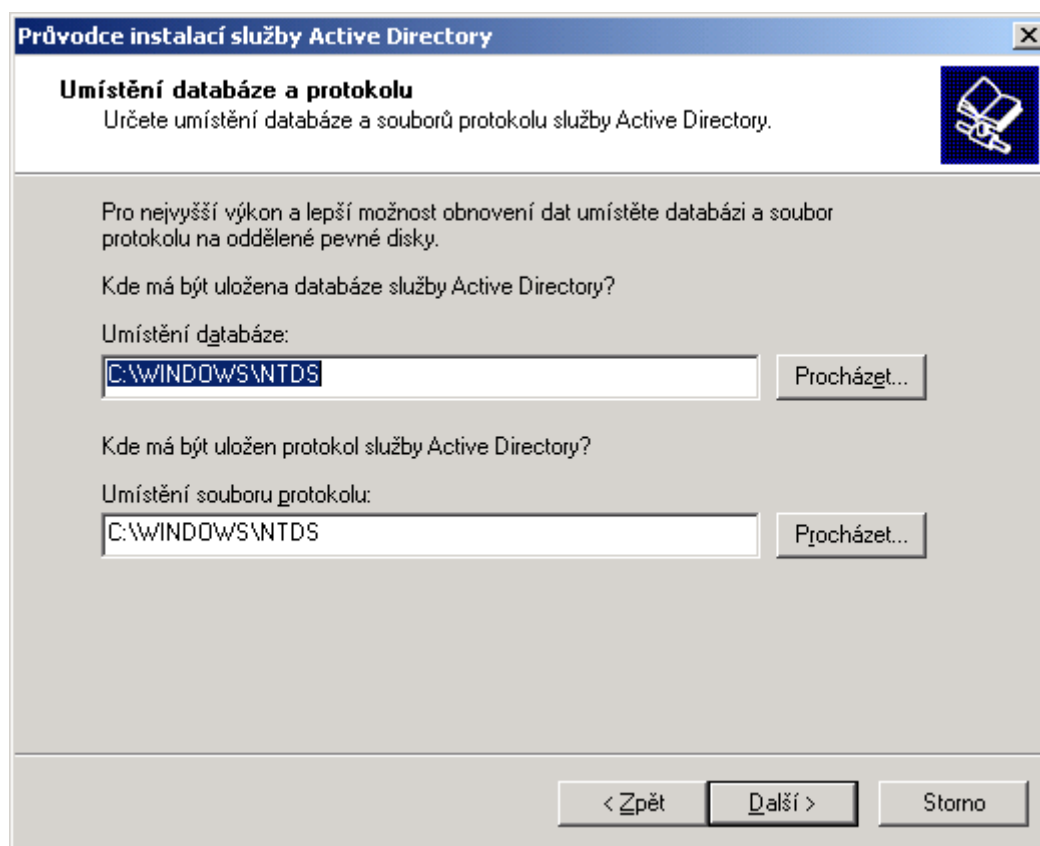 Průvodce instalací služby Active Directory
Umístění databáze a protokolu
Určete umístění databáze a souborů protokolu služby Active Directory.
Pro nejvyšší výkon a lepší možnost obnovení dat umístěte databázi a soubor
protokolu na oddělené pevné disky.
Kde má být uložena databáze služby Active Directory?
Umístění databáze:
C:\WINDOWS\NTDS
Procházet...
Kde má být uložen protokol služby Active Directory?
Umístění souboru protokolu:
C:\WINDOWS\NTDS
Procházet...
< Zpět
Další >
Storno